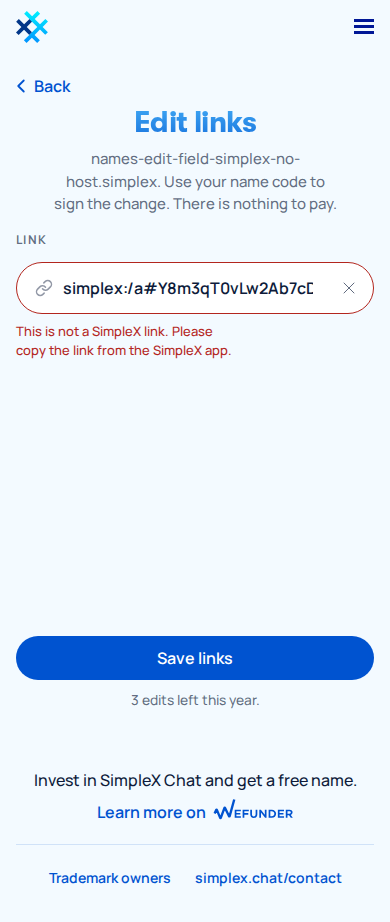 Back
Edit links
names-edit-field-simplex-no-
host.simplex. Use your name code to
sign the change. There is nothing to pay.
LINK
simplex:/a#Y8m3qT0vLw2Ab7cD
This is not a SimpleX link. Please
copy the link from the SimpleX app.
Save links
3 edits left this year.
Invest in SimpleX Chat and get a free name.
Learn more on WEFUNDER
Trademark owners simplex.chat/contact